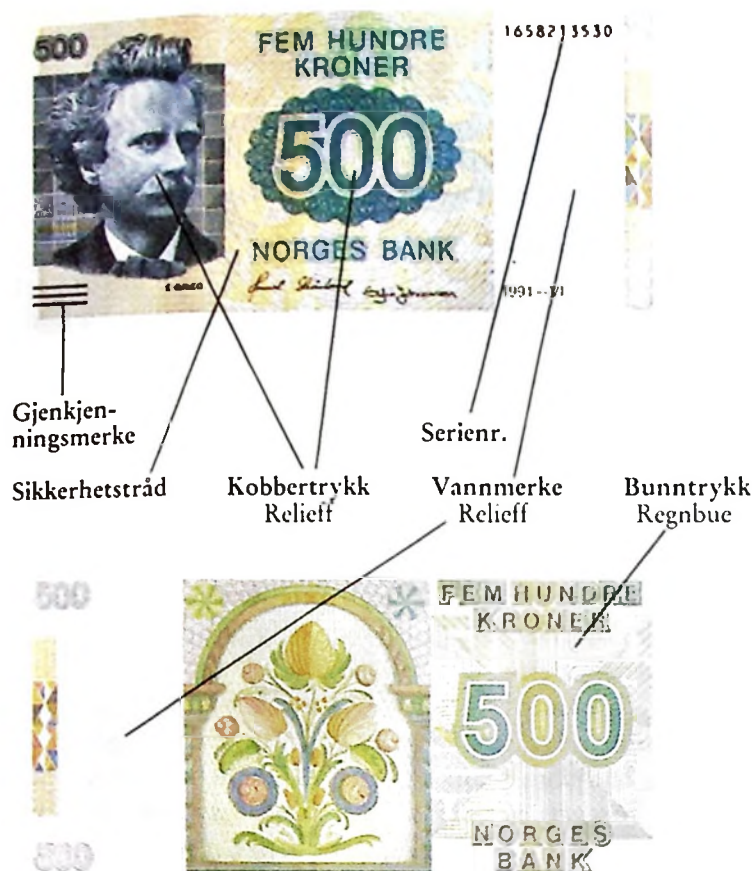 500
FEM HUNDRE
KRONER
1658213530
500
NORGES BANK
1991
Gjenkjen-
ningsmerke
Serienr.
Sikkerhetstråd
Kobbertrykk
Relieff
Vannmerke
Relieff
Bunntrykk
Regnbue
500
FEM HUNDRE
KRONER
500
NORGES
BANK
500